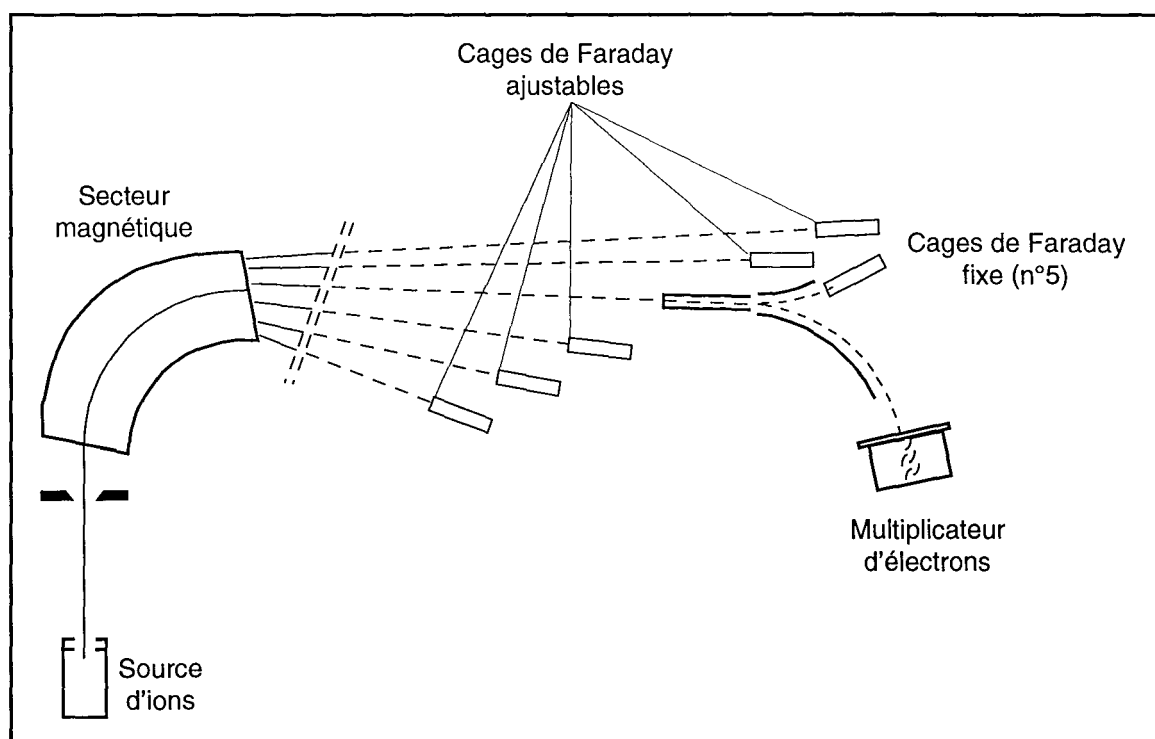 Cages de Faraday
ajustables
Secteur
magnétique
Cages de Faraday
fixe (n°5)
Multiplicateur
d'électrons
Source
d'ions